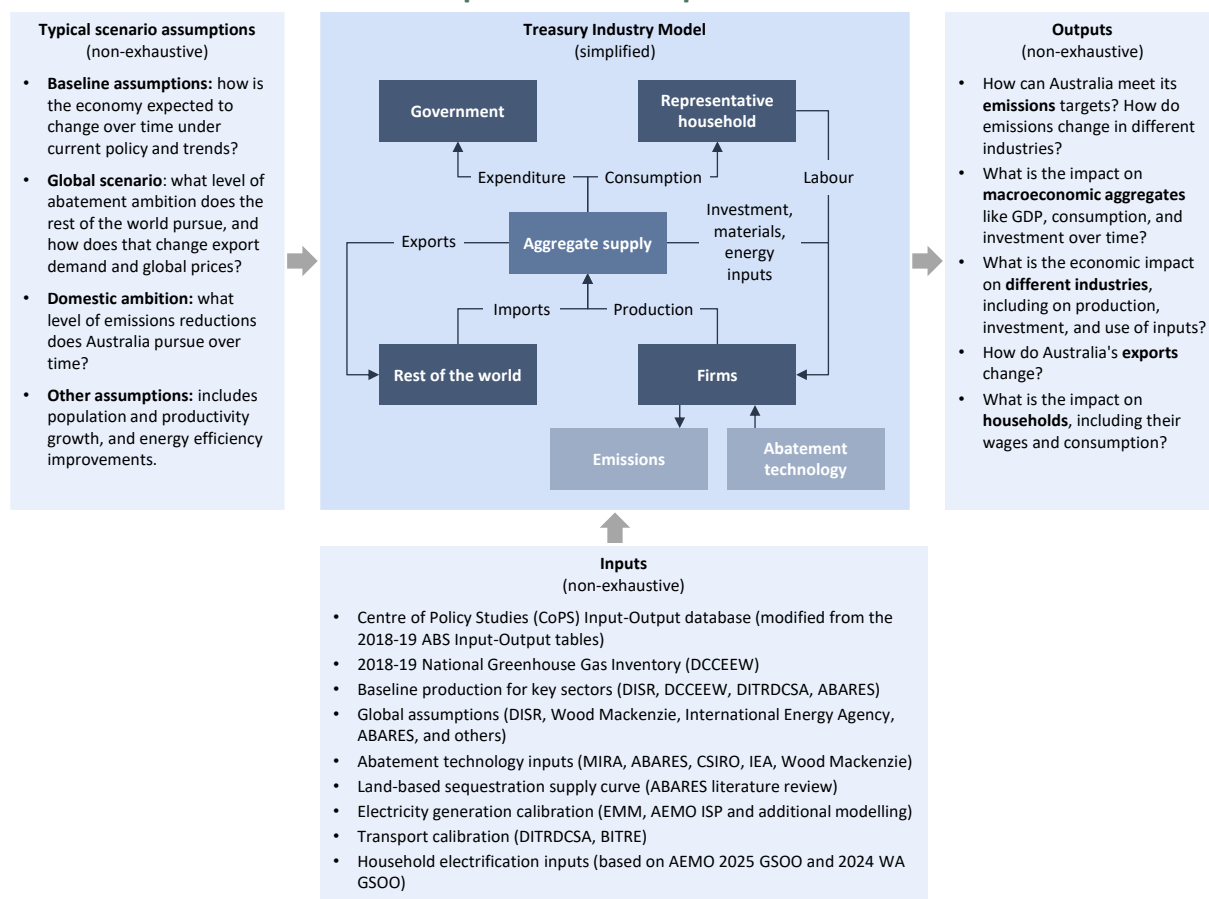 Typical scenario assumptions
(non-exhaustive)
• Baseline assumptions: how is
the economy expected to
change over time under
current policy and trends?
• Global scenario: what level of
abatement ambition does the
rest of the world pursue, and
how does that change export
demand and global prices?
• Domestic ambition: what
level of emissions reductions
does Australia pursue over
time?
• Other assumptions: includes
population and productivity
growth, and energy efficiency
improvements.
Treasury Industry Model
(simplified)
Government
Representative
household
Expenditure
Consumption
Labour
Exports
Aggregate supply
Investment,
materials,
energy
inputs
Imports
Production
Rest of the world
Firms
Emissions
Abatement
technology
Outputs
(non-exhaustive)
• How can Australia meet its
emissions targets? How do
emissions change in different
industries?
• What is the impact on
macroeconomic aggregates
like GDP, consumption, and
investment over time?
• What is the economic impact
on different industries,
including on production,
investment, and use of inputs?
• How do Australia's exports
change?
• What is the impact on
households, including their
wages and consumption?
Inputs
(non-exhaustive)
• Centre of Policy Studies (CoPS) Input-Output database (modified from the
2018-19 ABS Input-Output tables)
• 2018-19 National Greenhouse Gas Inventory (DCCEEW)
• Baseline production for key sectors (DISR, DCCEEW, DITRDCSA, ABARES)
• Global assumptions (DISR, Wood Mackenzie, International Energy Agency,
ABARES, and others)
• Abatement technology inputs (MIRA, ABARES, CSIRO, IEA, Wood Mackenzie)
• Land-based sequestration supply curve (ABARES literature review)
• Electricity generation calibration (EMM, AEMO ISP and additional modelling)
• Transport calibration (DITRDCSA, BITRE)
• Household electrification inputs (based on AEMO 2025 GSOO and 2024 WA
GSOO)